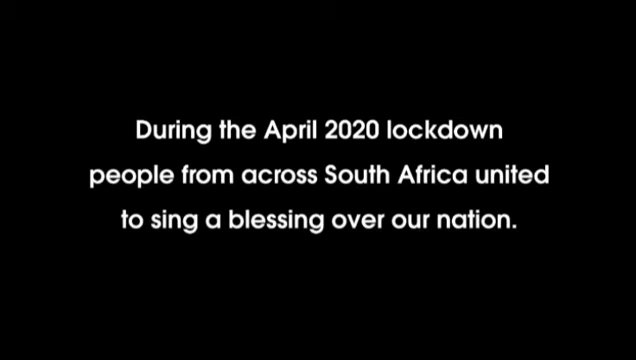 During the April 2020 lockdown
people from across South Africa united
to sing a blessing over our nation.